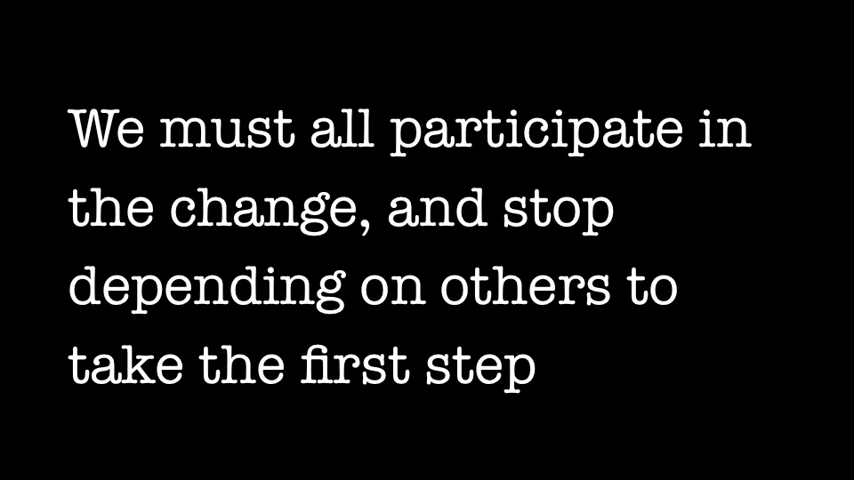 We must all participate in
the change, and stop
depending on others to
take the first step